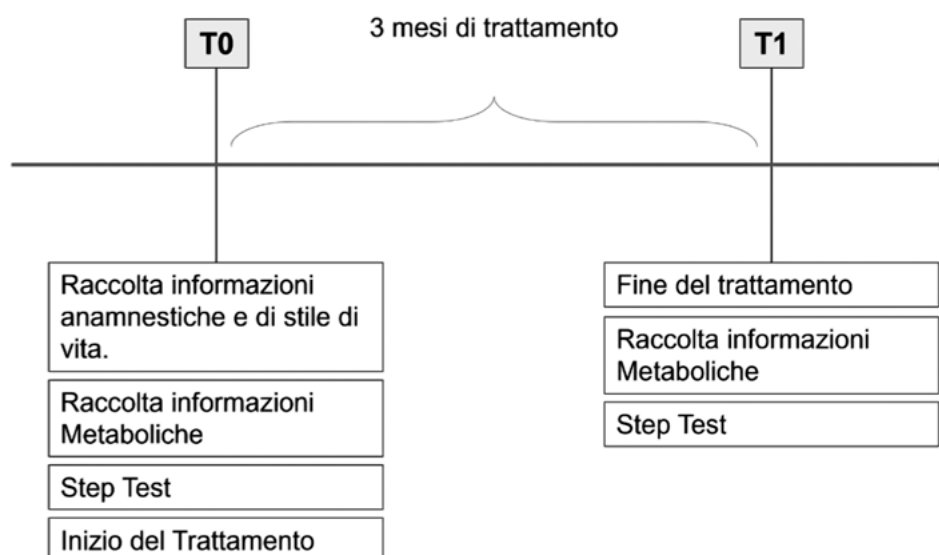 T0
3 mesi di trattamento
T1
Raccolta informazioni
anamnestiche e di stile di
vita.
Raccolta informazioni
Metaboliche
Step Test
Inizio del Trattamento
Fine del trattamento
Raccolta informazioni
Metaboliche
Step Test